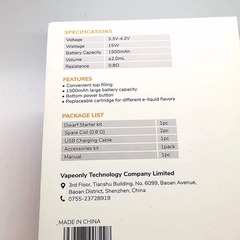 SPECIFICATIONS
Voltage 3.3V-4.2V
Wattage 15W
Battery Capacity 1500mAh
Volume ≤2.0mL
Resistance 0.8Ω
FEATURES
• Convenient top filling
• 1500mAh large battery capacity
• Bottom power button
• Replaceable cartridge for different e-liquid flavors
PACKAGE LIST
Dwarf Starter kit 1pc
Spare Coil (0.8 Ω) 2pc
USB Charging Cable 1pc
Accessories kit 1pack
Manual 1pc
Vapeonly Technology Company Limited
3rd Floor, Tianshu Building, No. 6099, Baoan Avenue,
Baoan District, Shenzhen, China
0755-23728919
MADE IN CHINA